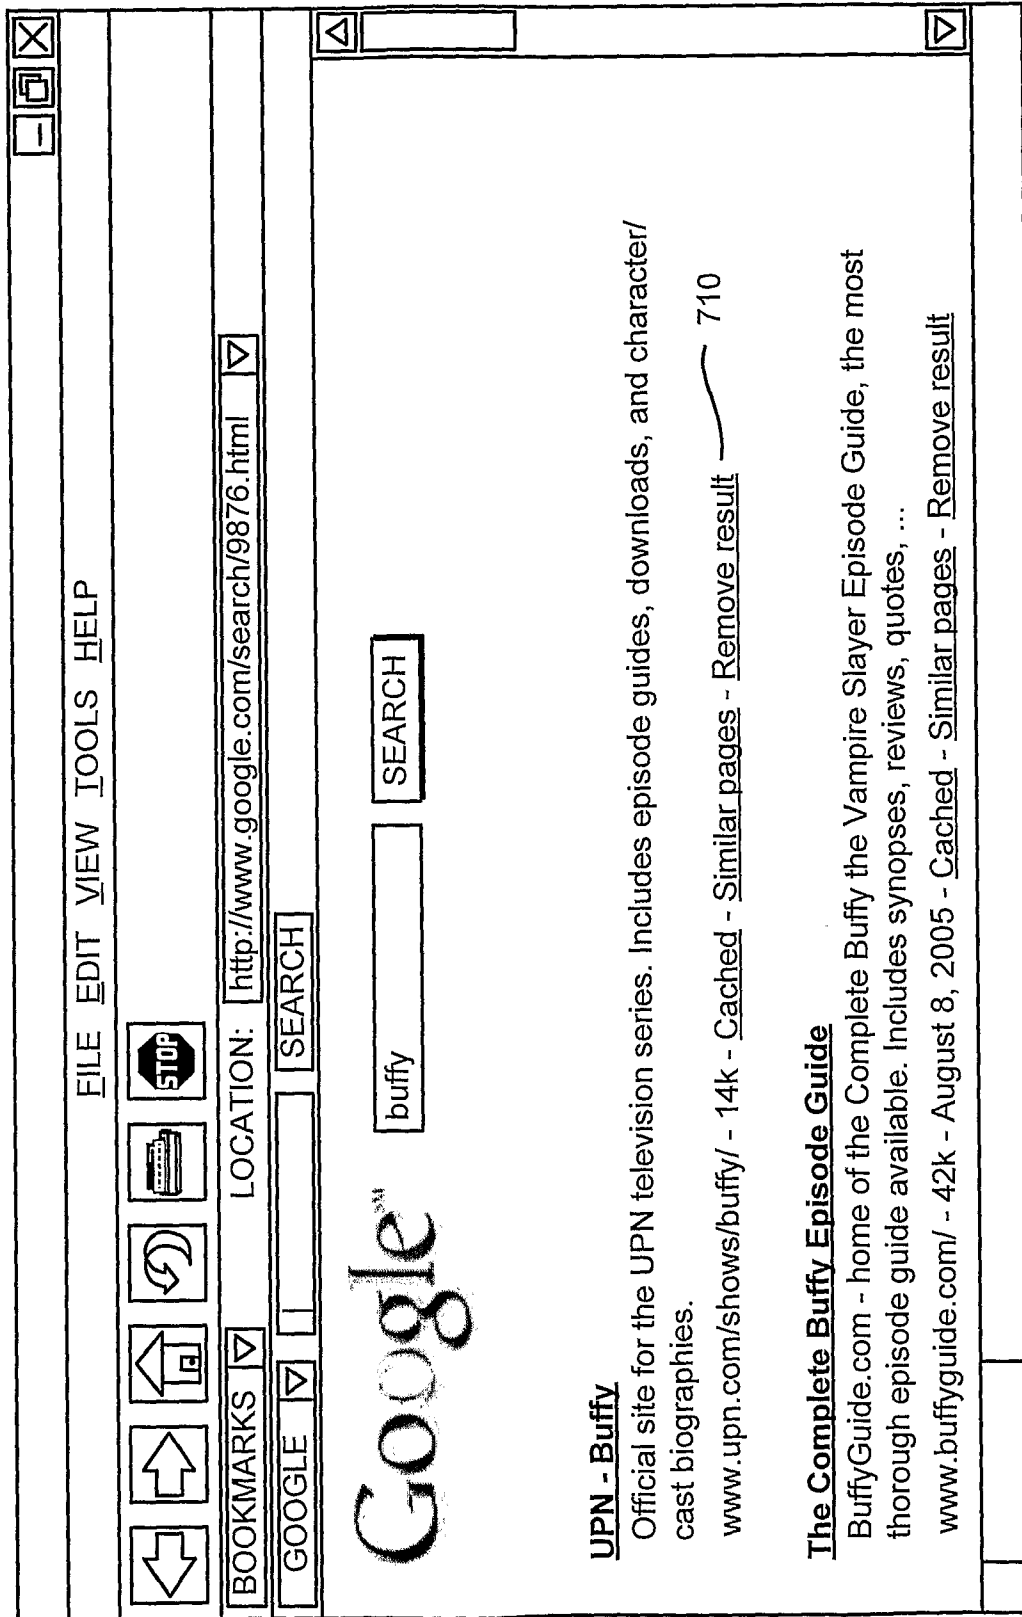 FILE EDIT VIEW TOOLS HELP
STOP
BOOKMARKS LOCATION: http://www.google.com/search/9876.html
GOOGLE SEARCH
Google℠ buffy SEARCH
UPN - Buffy
Official site for the UPN television series. Includes episode guides, downloads, and character/
cast biographies.
www.upn.com/shows/buffy/ - 14k - Cached - Similar pages - Remove result 710
The Complete Buffy Episode Guide
BuffyGuide.com - home of the Complete Buffy the Vampire Slayer Episode Guide, the most
thorough episode guide available. Includes synopses, reviews, quotes, ...
www.buffyguide.com/ - 42k - August 8, 2005 - Cached - Similar pages - Remove result